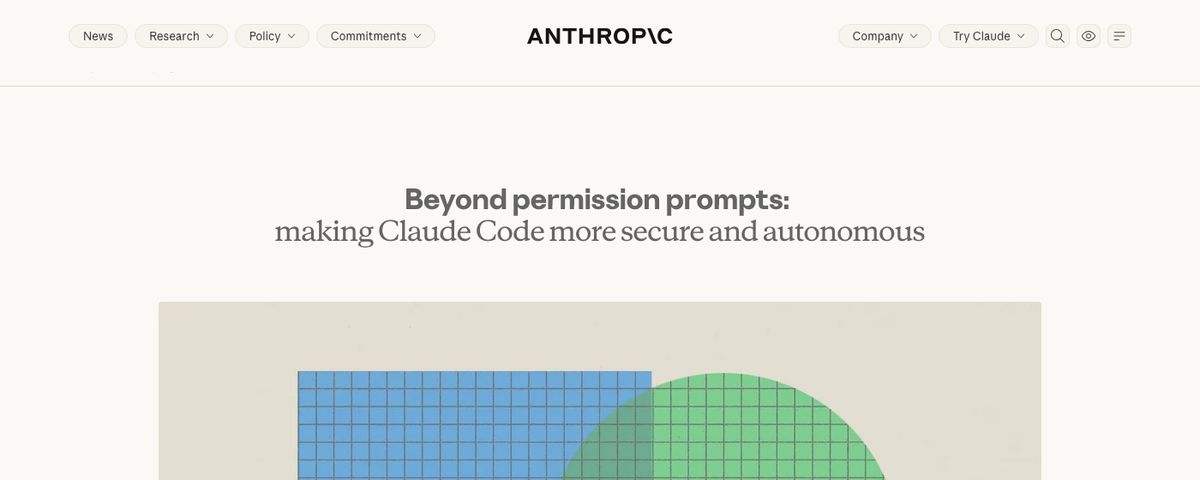 News
Research
Policy
Commitments
ANTHROP\C
Company
Try Claude
Beyond permission prompts:
making Claude Code more secure and autonomous